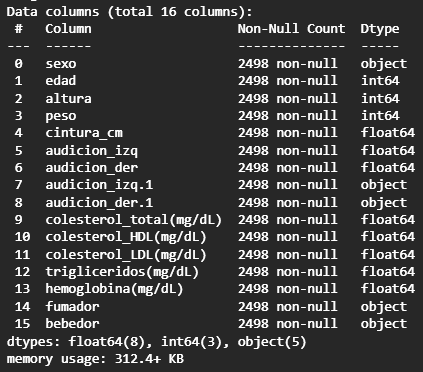 Data columns (total 16 columns):
 #   Column                    Non-Null Count  Dtype
---  ------                    --------------  -----
 0   sexo                      2498 non-null   object
 1   edad                      2498 non-null   int64
 2   altura                    2498 non-null   int64
 3   peso                      2498 non-null   int64
 4   cintura_cm                2498 non-null   float64
 5   audicion_izq              2498 non-null   float64
 6   audicion_der              2498 non-null   float64
 7   audicion_izq.1            2498 non-null   object
 8   audicion_der.1            2498 non-null   object
 9   colesterol_total(mg/dL)   2498 non-null   float64
 10  colesterol_HDL(mg/dL)     2498 non-null   float64
 11  colesterol_LDL(mg/dL)     2498 non-null   float64
 12  trigliceridos(mg/dL)      2498 non-null   float64
 13  hemoglobina(mg/dL)        2498 non-null   float64
 14  fumador                   2498 non-null   object
 15  bebedor                   2498 non-null   object
dtypes: float64(8), int64(3), object(5)
memory usage: 312.4+ KB